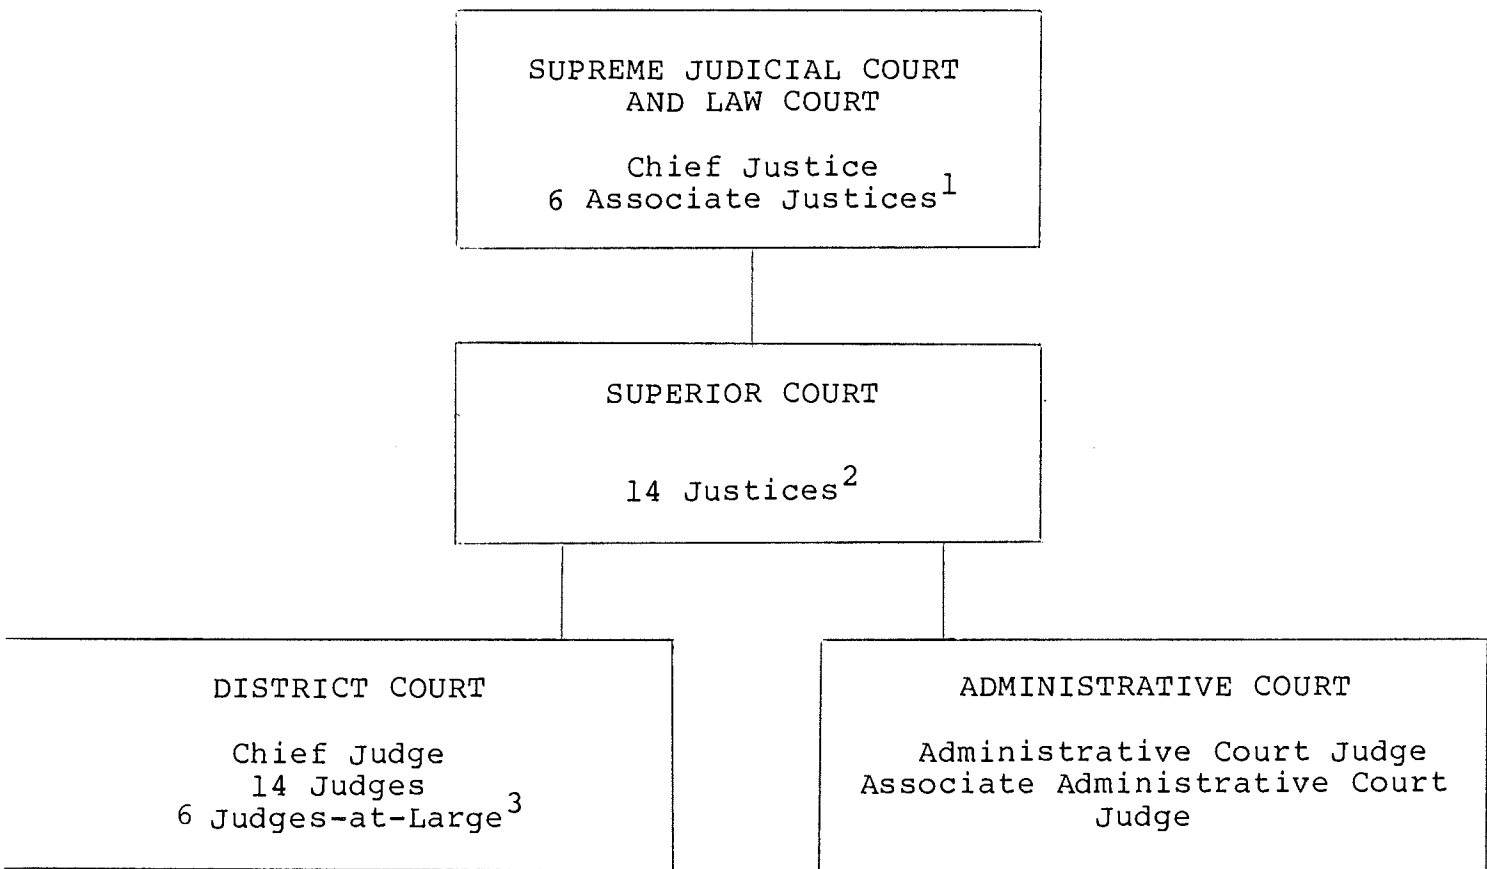 SUPREME JUDICIAL COURT
AND LAW COURT
Chief Justice
6 Associate Justices1
SUPERIOR COURT
14 Justices2
DISTRICT COURT
Chief Judge
14 Judges
6 Judges-at-Large3
ADMINISTRATIVE COURT
Administrative Court Judge
Associate Administrative Court
Judge